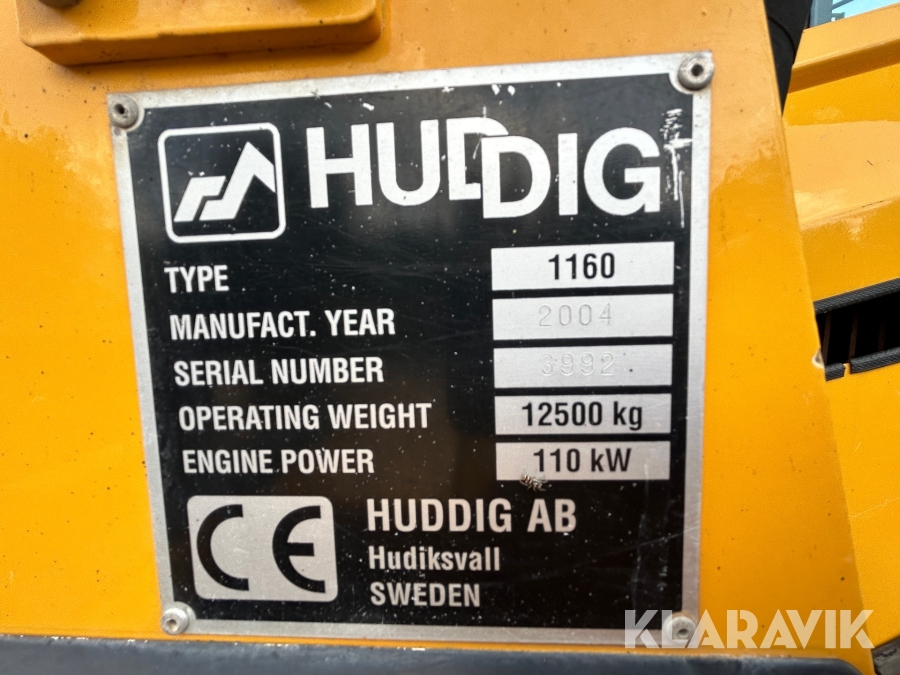 HUDDIG
TYPE 1160
MANUFACT. YEAR 2004
SERIAL NUMBER 3992
OPERATING WEIGHT 12500 kg
ENGINE POWER 110 kW
CE HUDDIG AB
Hudiksvall
SWEDEN
KLARAVIK